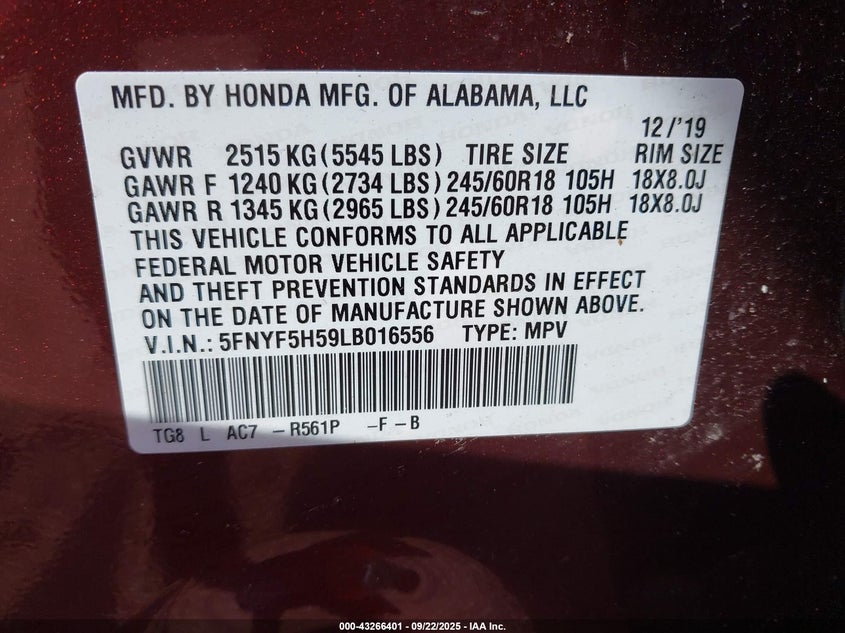 MFD. BY HONDA MFG. OF ALABAMA, LLC
12/'19
GVWR 2515 KG (5545 LBS) TIRE SIZE RIM SIZE
GAWR F 1240 KG (2734 LBS) 245/60R18 105H 18X8.0J
GAWR R 1345 KG (2965 LBS) 245/60R18 105H 18X8.0J
THIS VEHICLE CONFORMS TO ALL APPLICABLE
FEDERAL MOTOR VEHICLE SAFETY
AND THEFT PREVENTION STANDARDS IN EFFECT
ON THE DATE OF MANUFACTURE SHOWN ABOVE.
V.I.N.: 5FNYF5H59LB016556 TYPE: MPV
TG8 L AC7 -R561P -F-B
000-43266401 - 09/22/2025 - IAA Inc.